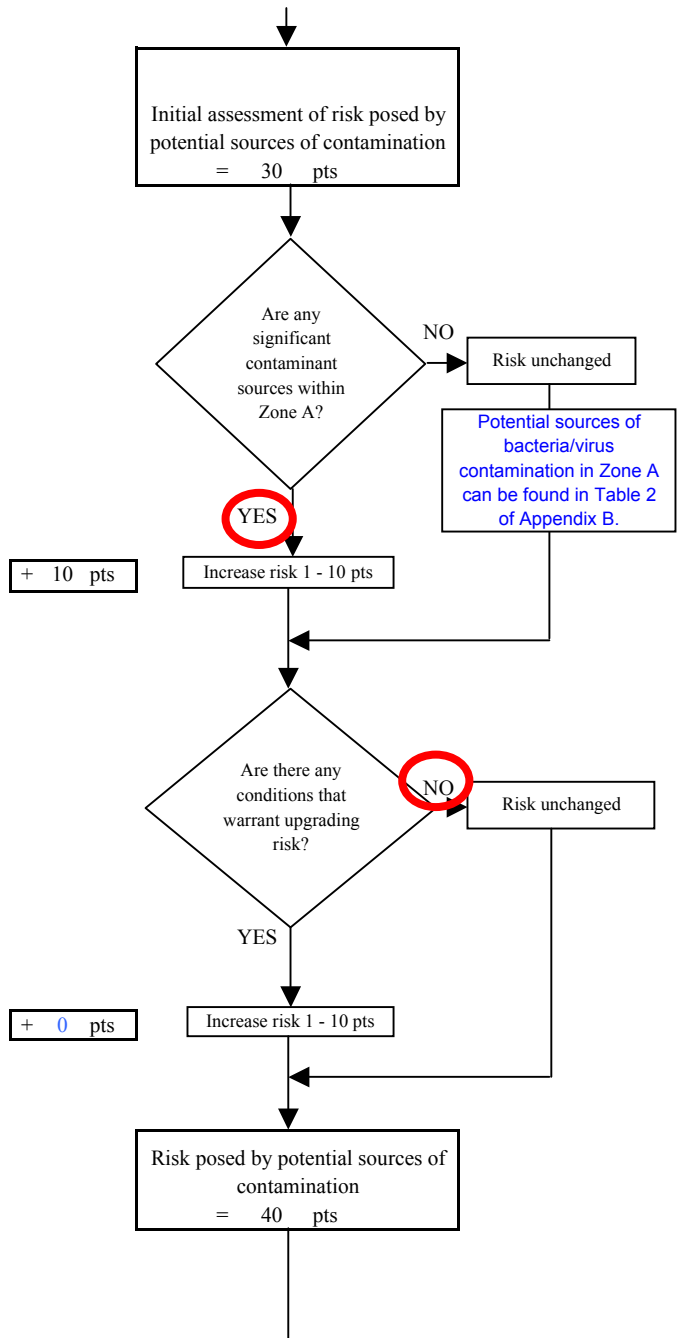 Initial assessment of risk posed by
potential sources of contamination
= 30 pts
Are any
significant
contaminant
sources within
Zone A?
NO
Risk unchanged
Potential sources of
bacteria/virus
contamination in Zone A
can be found in Table 2
of Appendix B.
YES
+ 10 pts
Increase risk 1 - 10 pts
Are there any
conditions that
warrant upgrading
risk?
NO
Risk unchanged
YES
+ 0 pts
Increase risk 1 - 10 pts
Risk posed by potential sources of
contamination
= 40 pts